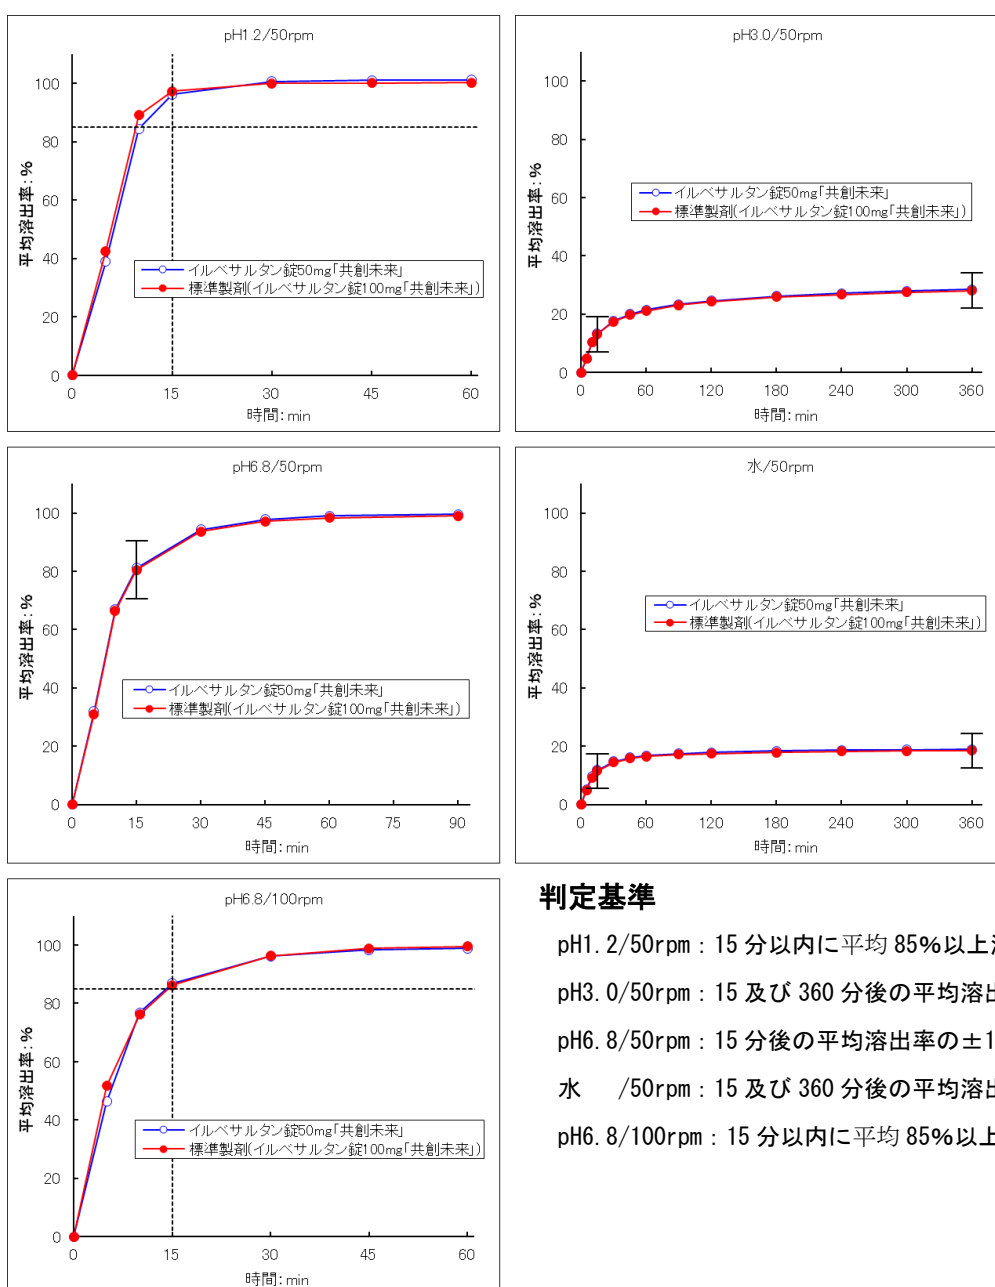 pH1.2/50rpm
平均溶出率: %
100
80
60
40
20
0
イルベサルタン錠50mg「共創未来」
標準製剤(イルベサルタン錠100mg「共創未来」)
0 15 30 45 60
時間: min
pH3.0/50rpm
平均溶出率: %
100
80
60
40
20
0
イルベサルタン錠50mg「共創未来」
標準製剤(イルベサルタン錠100mg「共創未来」)
0 60 120 180 240 300 360
時間: min
pH6.8/50rpm
平均溶出率: %
100
80
60
40
20
0
イルベサルタン錠50mg「共創未来」
標準製剤(イルベサルタン錠100mg「共創未来」)
0 15 30 45 60 75 90
時間: min
水/50rpm
平均溶出率: %
100
80
60
40
20
0
イルベサルタン錠50mg「共創未来」
標準製剤(イルベサルタン錠100mg「共創未来」)
0 60 120 180 240 300 360
時間: min
pH6.8/100rpm
平均溶出率: %
100
80
60
40
20
0
イルベサルタン錠50mg「共創未来」
標準製剤(イルベサルタン錠100mg「共創未来」)
0 15 30 45 60
時間: min
判定基準
pH1.2/50rpm：15 分以内に平均 85%以上
pH3.0/50rpm：15 及び 360 分後の平均溶出
pH6.8/50rpm：15 分後の平均溶出率の±1
水 /50rpm：15 及び 360 分後の平均溶出
pH6.8/100rpm：15 分以内に平均 85%以上